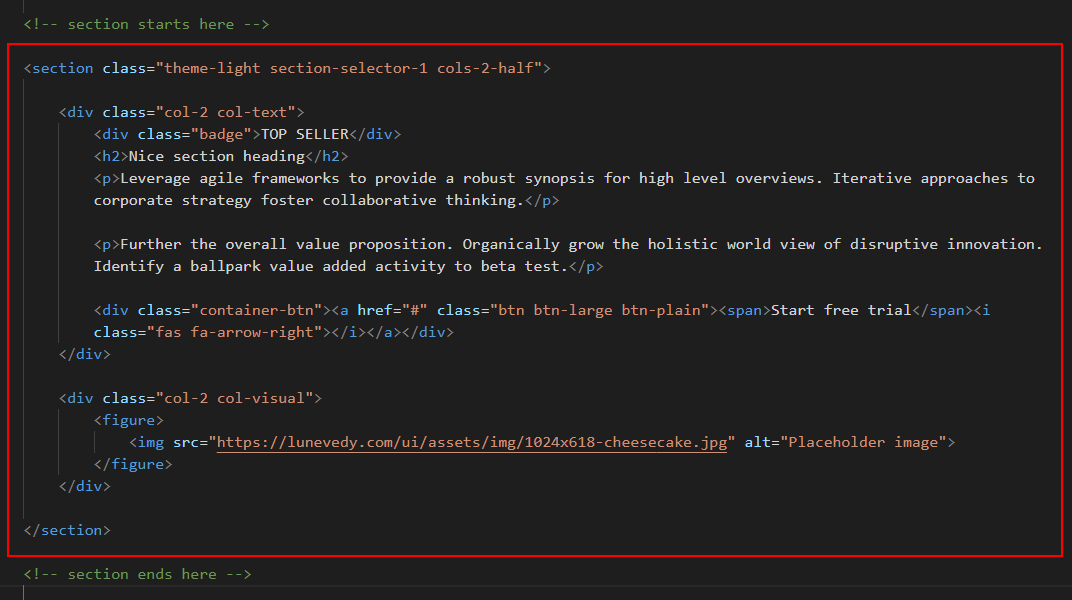 <!-- section starts here -->
<section class="theme-light section-selector-1 cols-2-half">
<div class="col-2 col-text">
<div class="badge">TOP SELLER</div>
<h2>Nice section heading</h2>
<p>Leverage agile frameworks to provide a robust synopsis for high level overviews. Iterative approaches to
corporate strategy foster collaborative thinking.</p>
<p>Further the overall value proposition. Organically grow the holistic world view of disruptive innovation.
Identify a ballpark value added activity to beta test.</p>
<div class="container-btn"><a href="#" class="btn btn-large btn-plain"><span>Start free trial</span><i
class="fas fa-arrow-right"></i></a></div>
</div>
<div class="col-2 col-visual">
<figure>
<img src="https://lunevedy.com/ui/assets/img/1024x618-cheesecake.jpg" alt="Placeholder image">
</figure>
</div>
</section>
<!-- section ends here -->